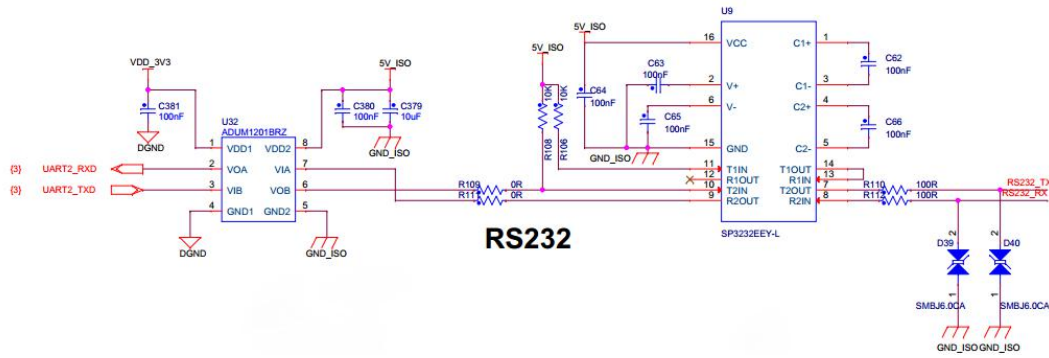 U9
5V_ISO
5V_ISO
16 VCC C1+ 1
VDD_3V3
5V_ISO
C63
100nF
C62
100nF
2 V+ C1- 3
C64
100nF
10K
10K
6 V- C2+ 4
C381
100nF
C380
100nF
C379
10uF
C65
100nF
C66
100nF
U32
ADUM1201BRZ
DGND
GND_ISO
R108
R106
GND_ISO
15 GND C2- 5
1 VDD1 VDD2 8
{3} UART2_RXD 2 VOA VIA 7
{3} UART2_TXD 3 VIB VOB 6
4 GND1 GND2 5
11 T1IN T1OUT 14
12 R1OUT R1IN 13
R109 0R 10 T2IN T2OUT 7 R110 100R RS232_TX
9 R2OUT R2IN 8 100R RS232_RX
SP3232EEY-L
DGND
GND_ISO
RS232
2 D39
2 D40
1
1
SMBJ6.0CA
SMBJ6.0CA
GND_ISO GND_ISO